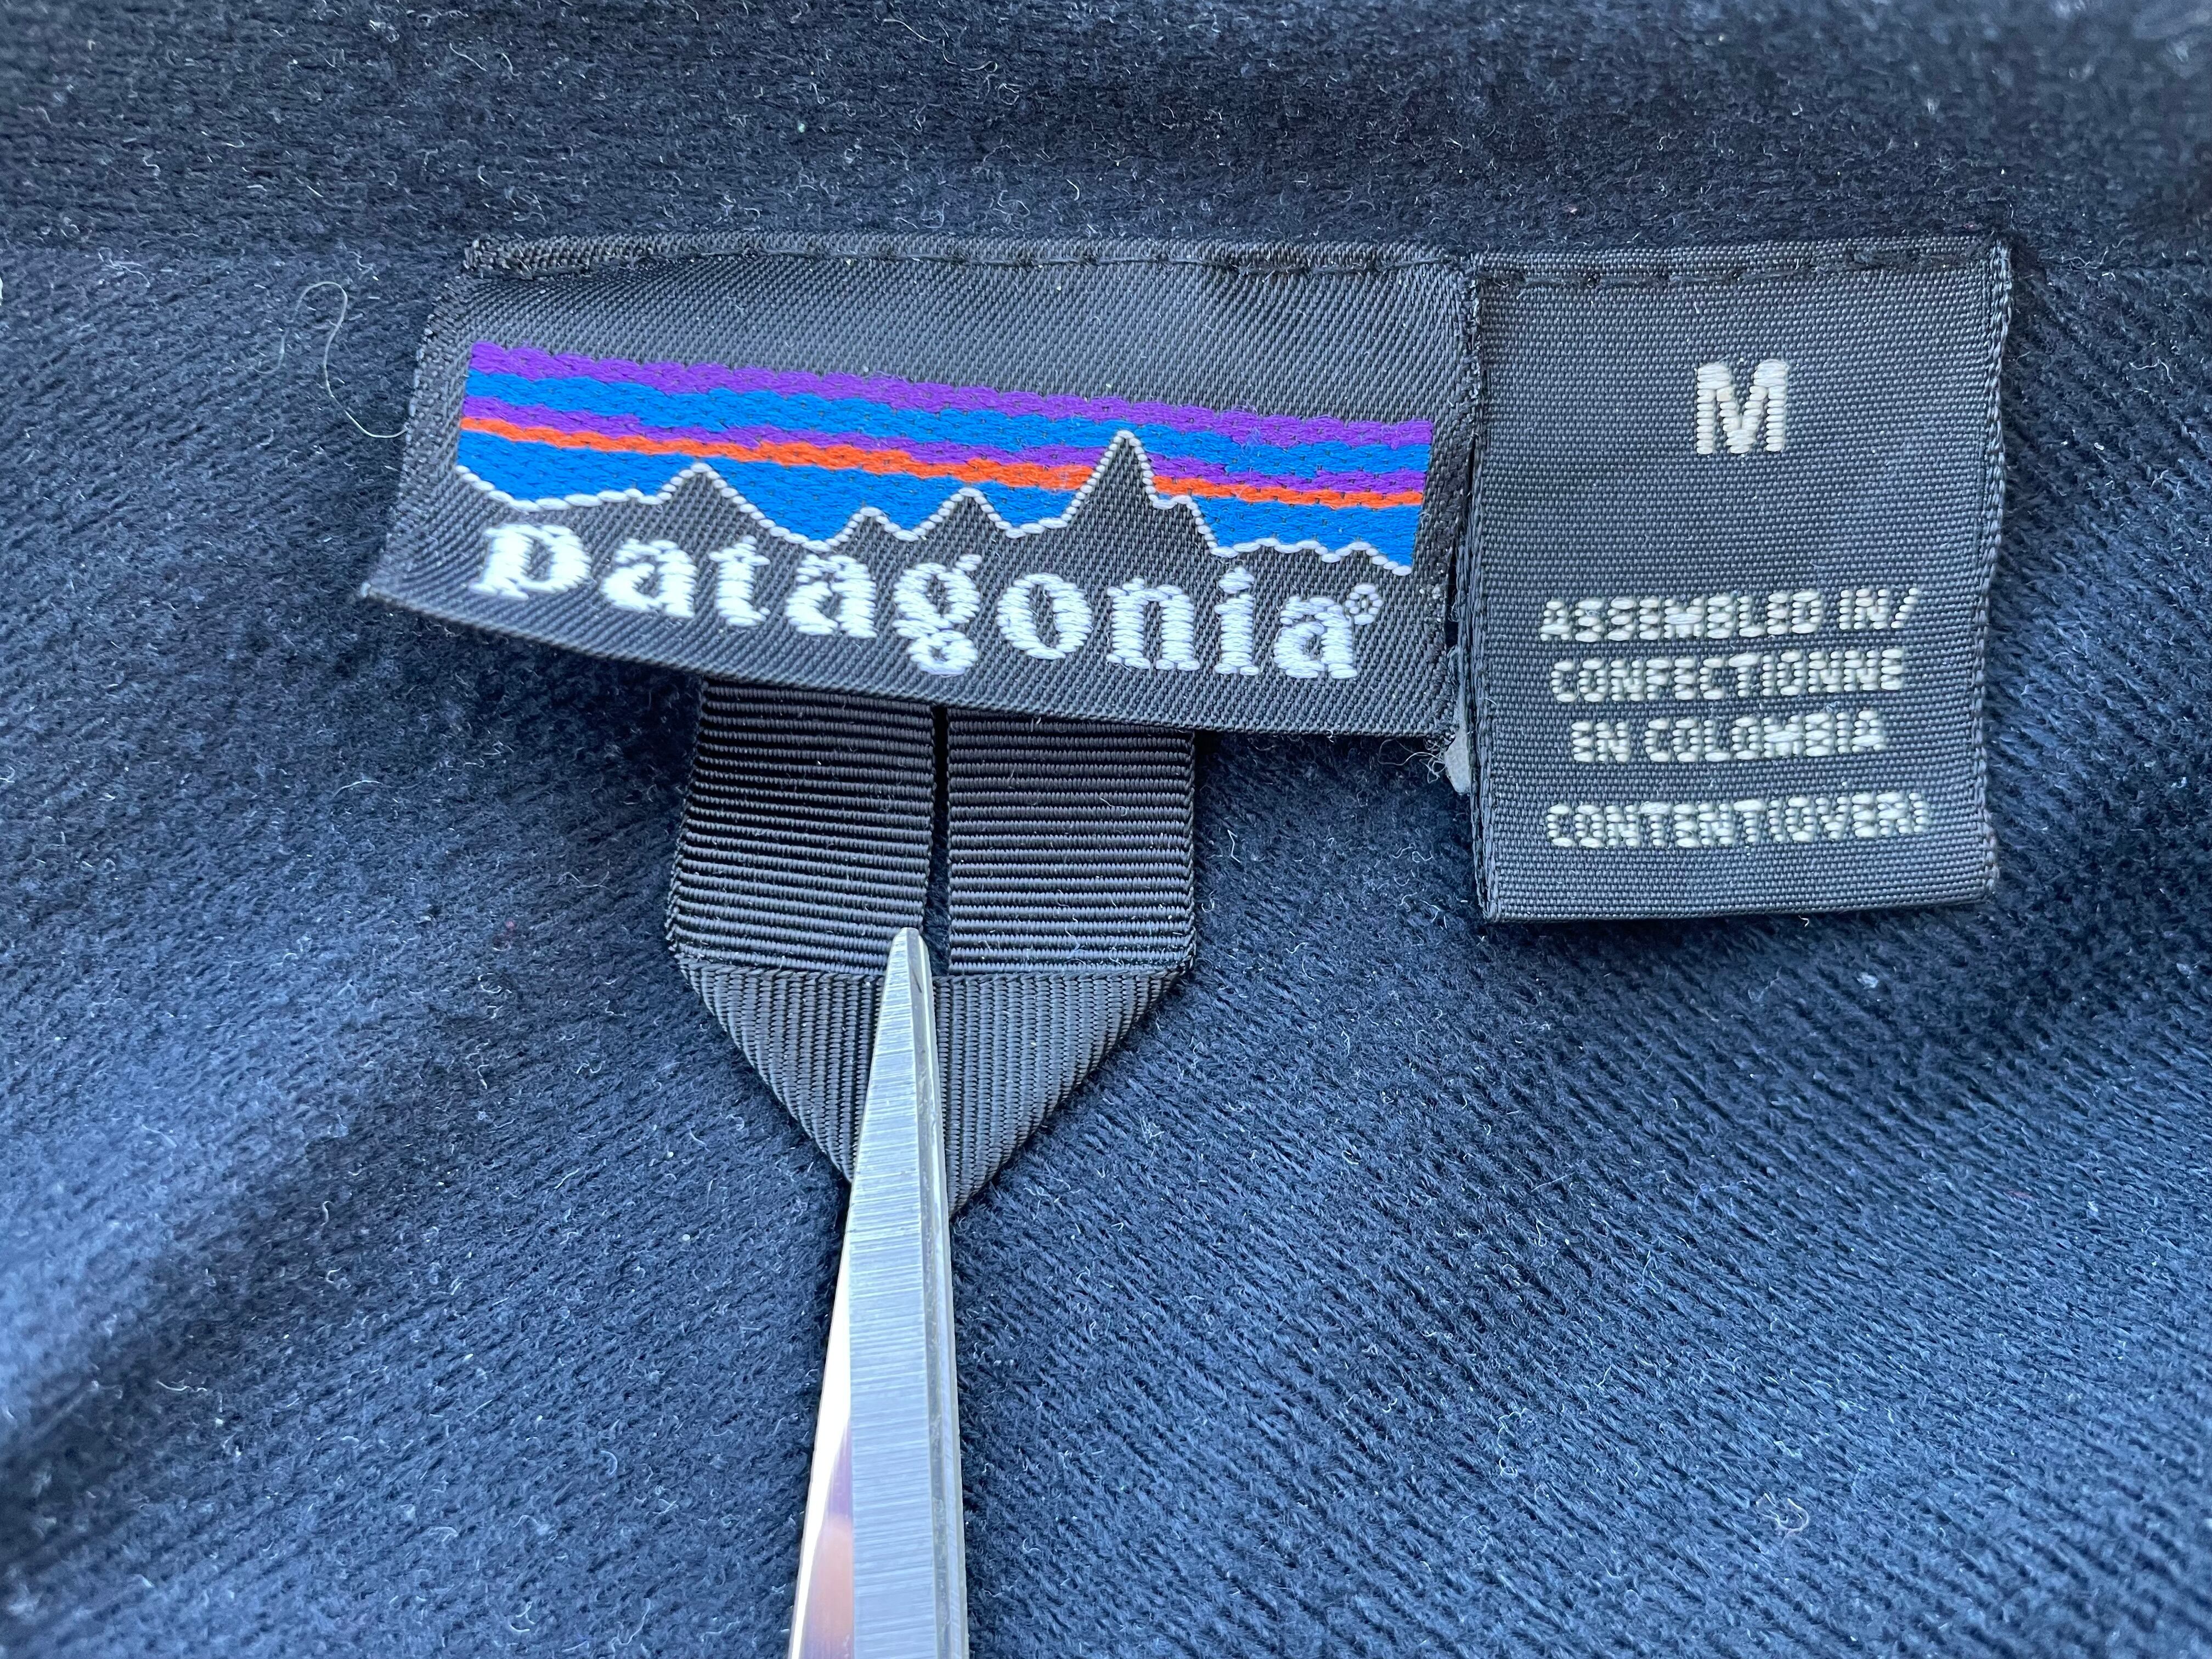 patagonia®
M
ASSEMBLED IN/
CONFECTIONNE
EN COLOMBIA
CONTENT(OVER)